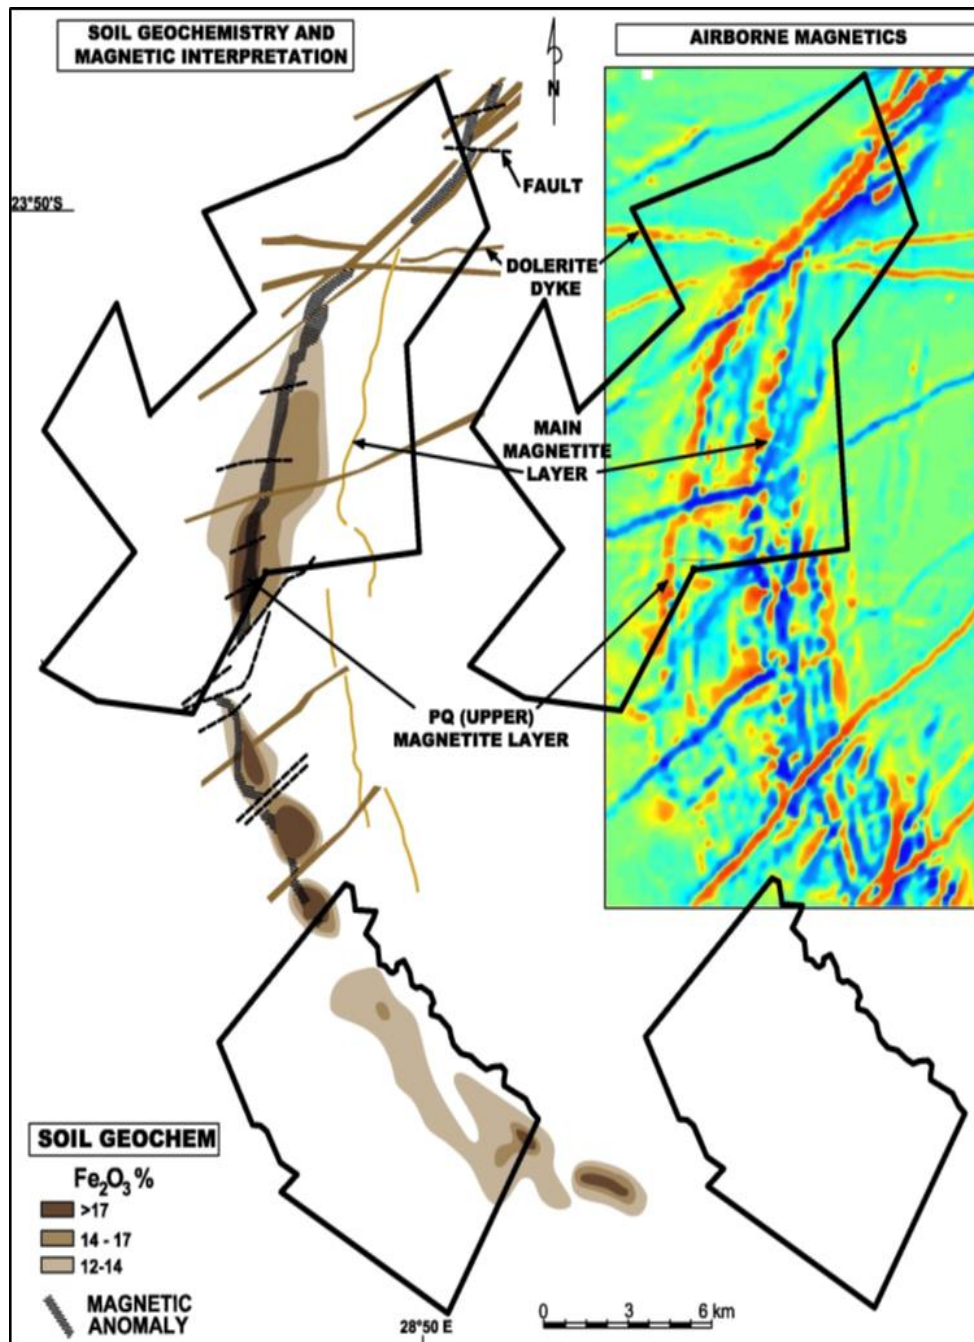 SOIL GEOCHEMISTRY AND
MAGNETIC INTERPRETATION
N
AIRBORNE MAGNETICS
23°50'S
FAULT
DOLERITE
DYKE
MAIN
MAGNETITE
LAYER
PQ (UPPER)
MAGNETITE LAYER
SOIL GEOCHEM
Fe₂O₃ %
>17
14 - 17
12-14
MAGNETIC
ANOMALY
28°50 E
0 3 6 km